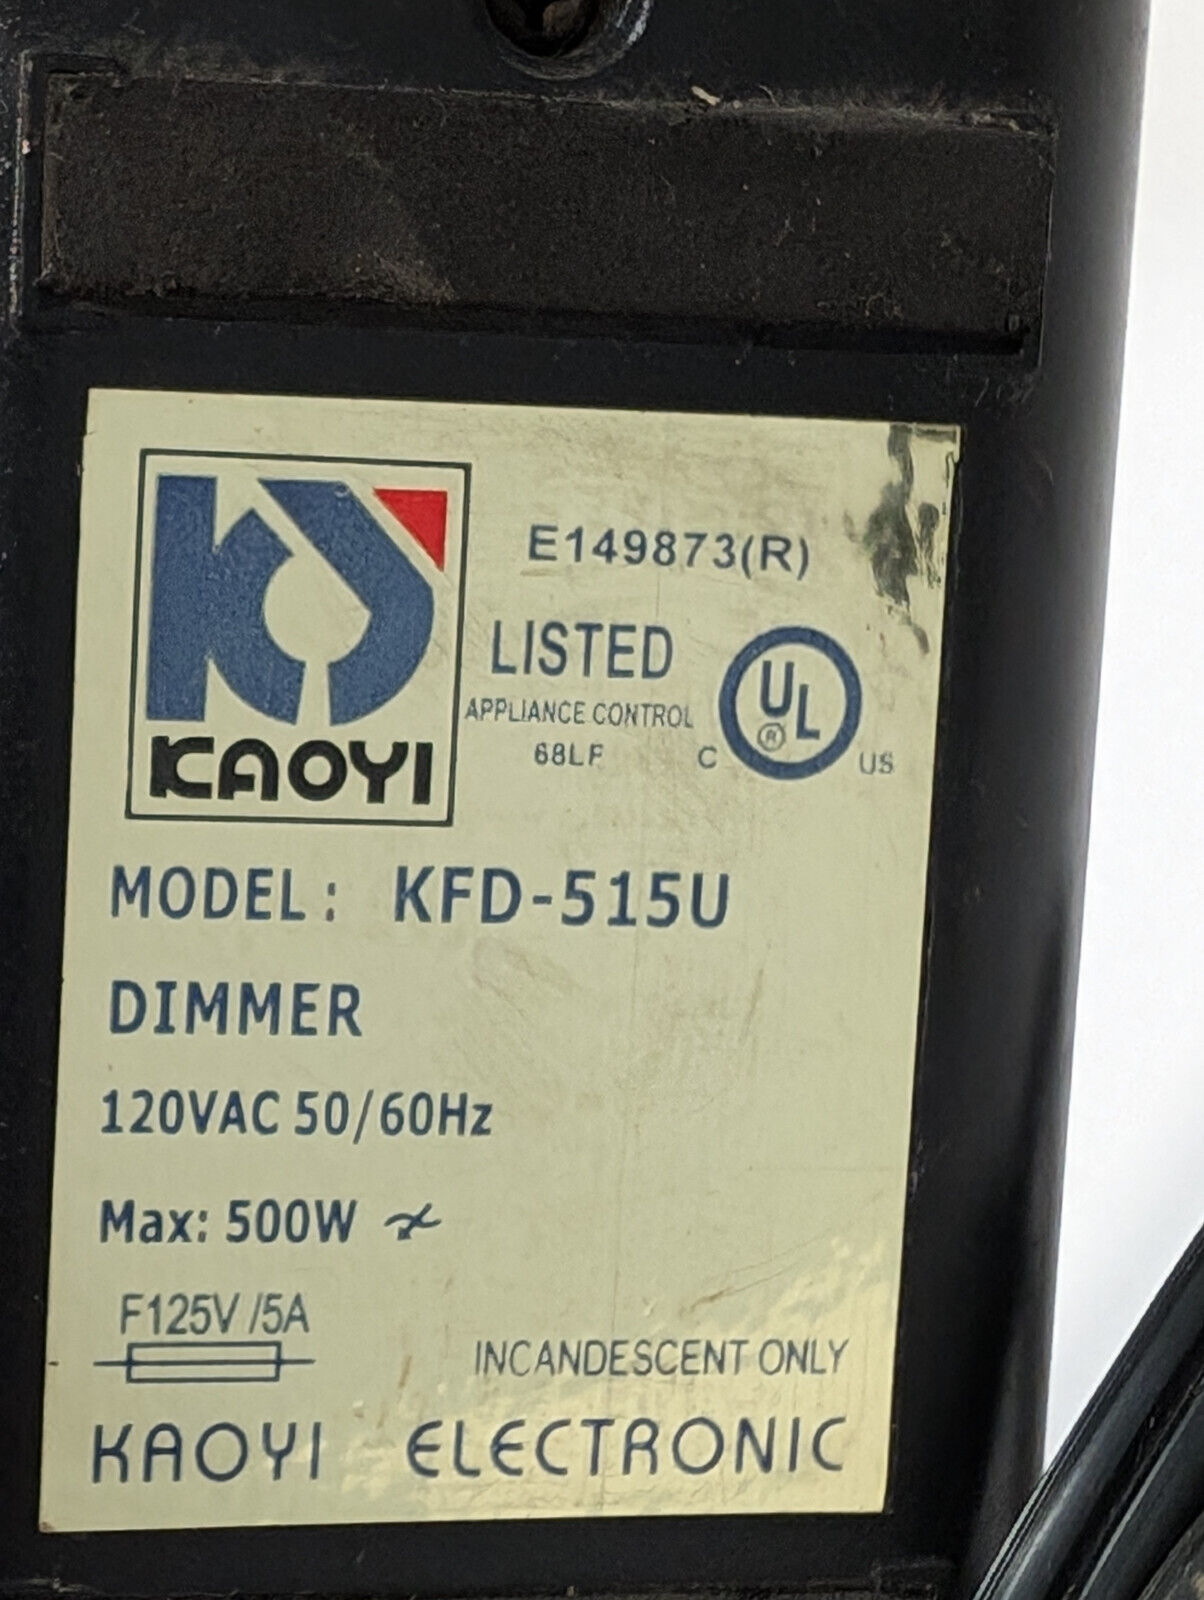 E149873(R)
LISTED
APPLIANCE CONTROL
68LF
C UL ® US
KAOYI
MODEL: KFD-515U
DIMMER
120VAC 50/60Hz
Max: 500W
F125V/5A
INCANDESCENT ONLY
KAOYI ELECTRONIC